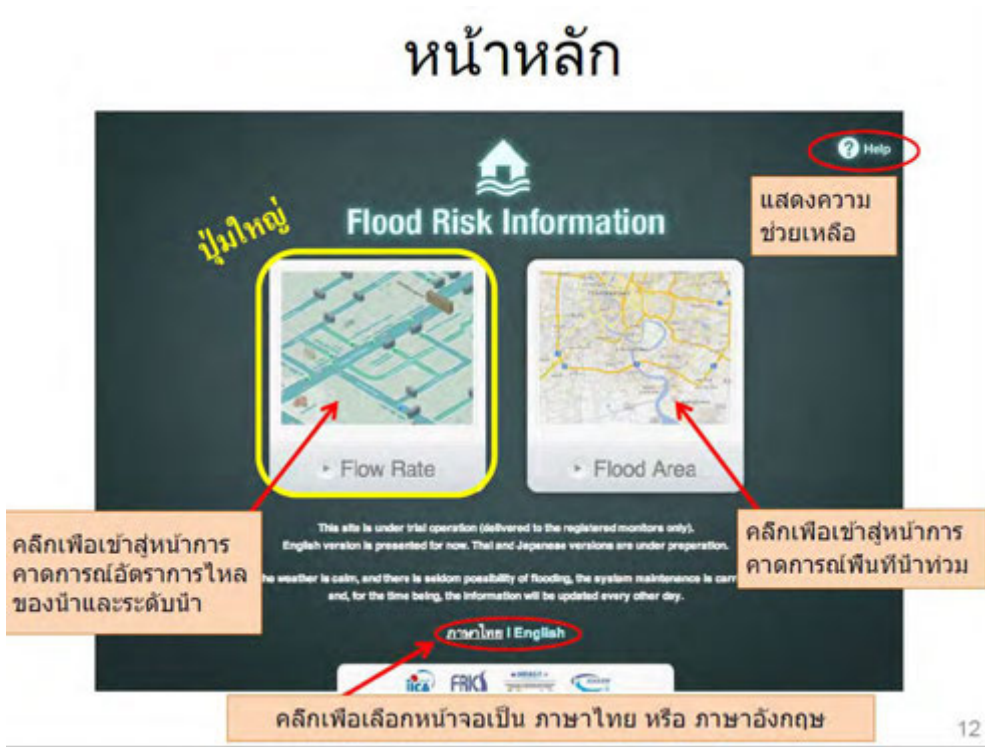 หน้าหลัก
? Help
แสดงความ
ช่วยเหลือ
Flood Risk Information
ปุ่มใหญ่
Flow Rate
Flood Area
คลิกเพื่อเข้าสู่หน้าการ
คาดการณ์อัตราการไหล
ของน้ำและระดับน้ำ
คลิกเพื่อเข้าสู่หน้าการ
คาดการณ์พื้นที่น้ำท่วม
This site is under trial operation (delivered to the registered monitors only).
English version is presented for now. Thai and Japanese versions are under preparation.
he weather is calm, and there is seldom possibility of flooding, the system maintenence is carr
and, for the time being, the information will be updated every other day.
ภาษาไทย | English
JICA FRICS
คลิกเพื่อเลือกหน้าจอเป็น ภาษาไทย หรือ ภาษาอังกฤษ
12